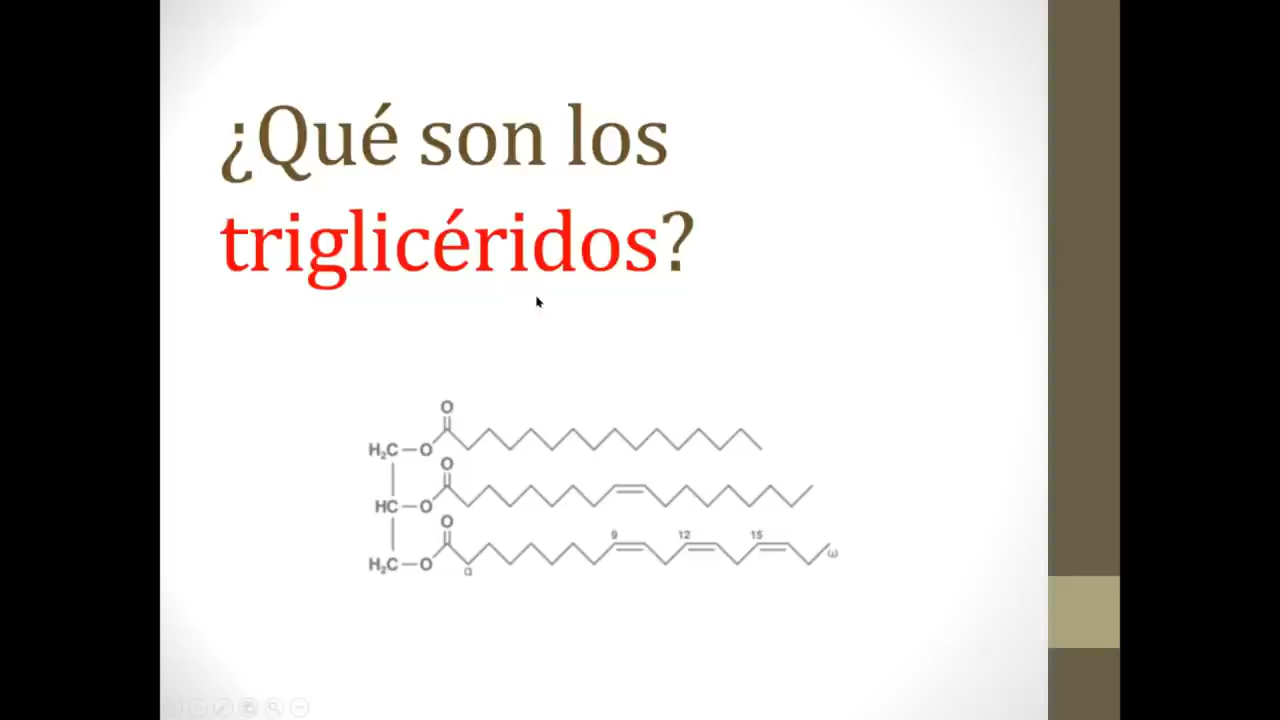 ¿Qué son los
triglicéridos?
O
H₂C—O
O
HC—O
O
9 12 15
ω
H₂C—O
α